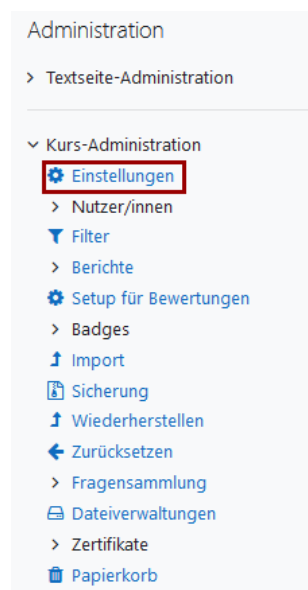 Administration
Textseite-Administration
Kurs-Administration
Einstellungen
Nutzer/innen
Filter
Berichte
Setup für Bewertungen
Badges
Import
Sicherung
Wiederherstellen
Zurücksetzen
Fragensammlung
Dateiverwaltungen
Zertifikate
Papierkorb